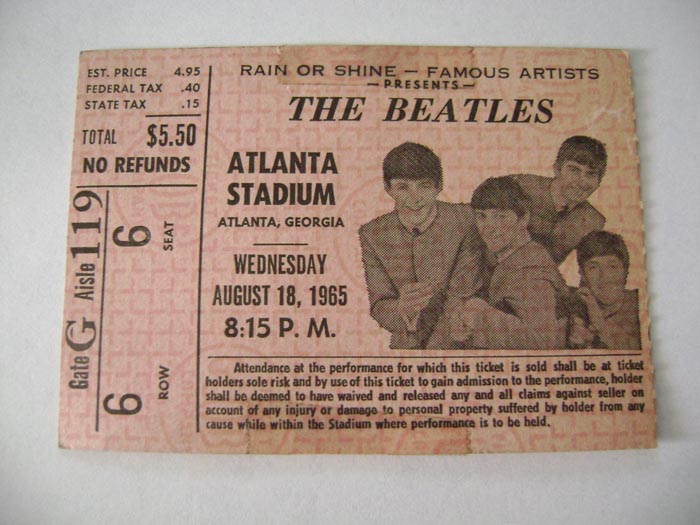 EST. PRICE 4.95
FEDERAL TAX .40
STATE TAX .15
TOTAL $5.50
NO REFUNDS
Gate G Aisle 119
6 ROW
6 SEAT
RAIN OR SHINE — FAMOUS ARTISTS
—PRESENTS—
THE BEATLES
ATLANTA
STADIUM
ATLANTA, GEORGIA
WEDNESDAY
AUGUST 18, 1965
8:15 P. M.
Attendance at the performance for which this ticket is sold shall be at ticket
holders sole risk and by use of this ticket to gain admission to the performance, holder
shall be deemed to have waived and released any and all claims against seller on
account of any injury or damage to personal property suffered by holder from any
cause while within the Stadium where performance is to be held.